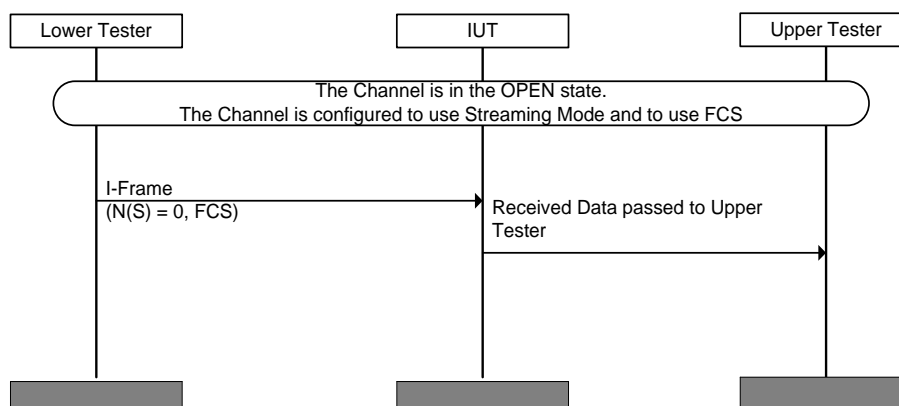 Lower Tester
IUT
Upper Tester
The Channel is in the OPEN state.
The Channel is configured to use Streaming Mode and to use FCS
I-Frame
(N(S) = 0, FCS)
Received Data passed to Upper
Tester